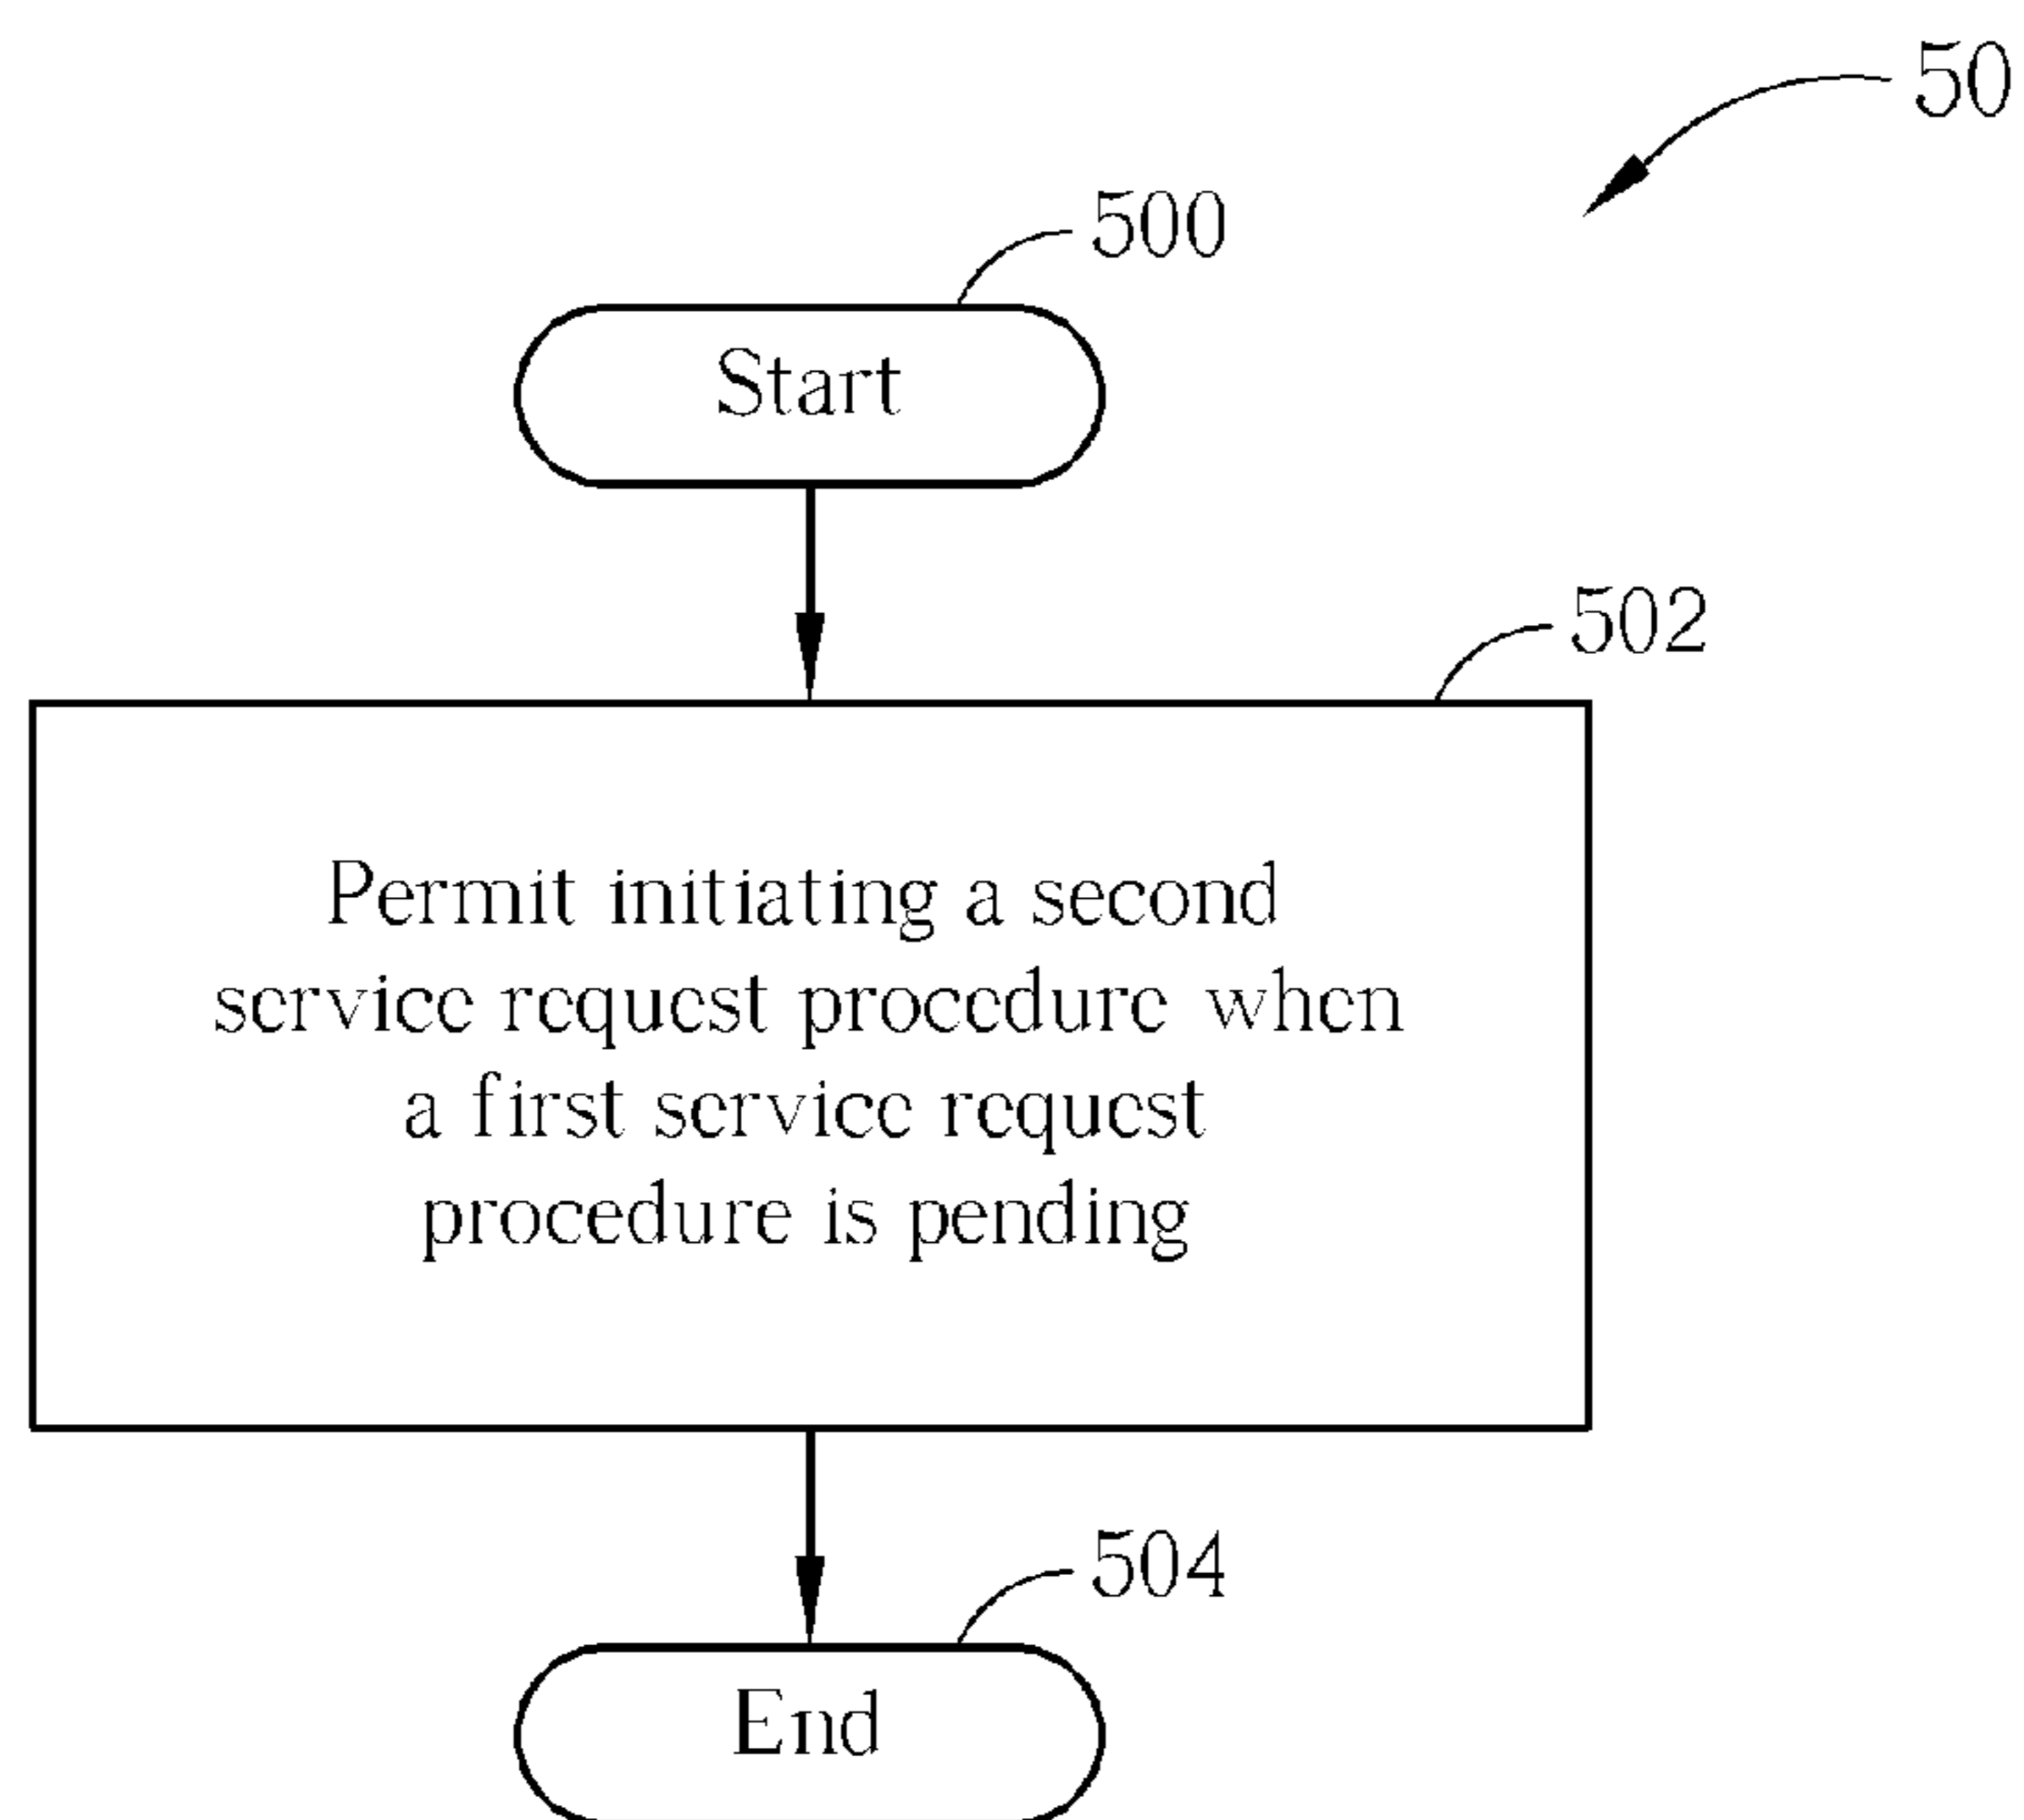 50
500
Start
502
Permit initiating a second
service request procedure when
a first service request
procedure is pending
504
End